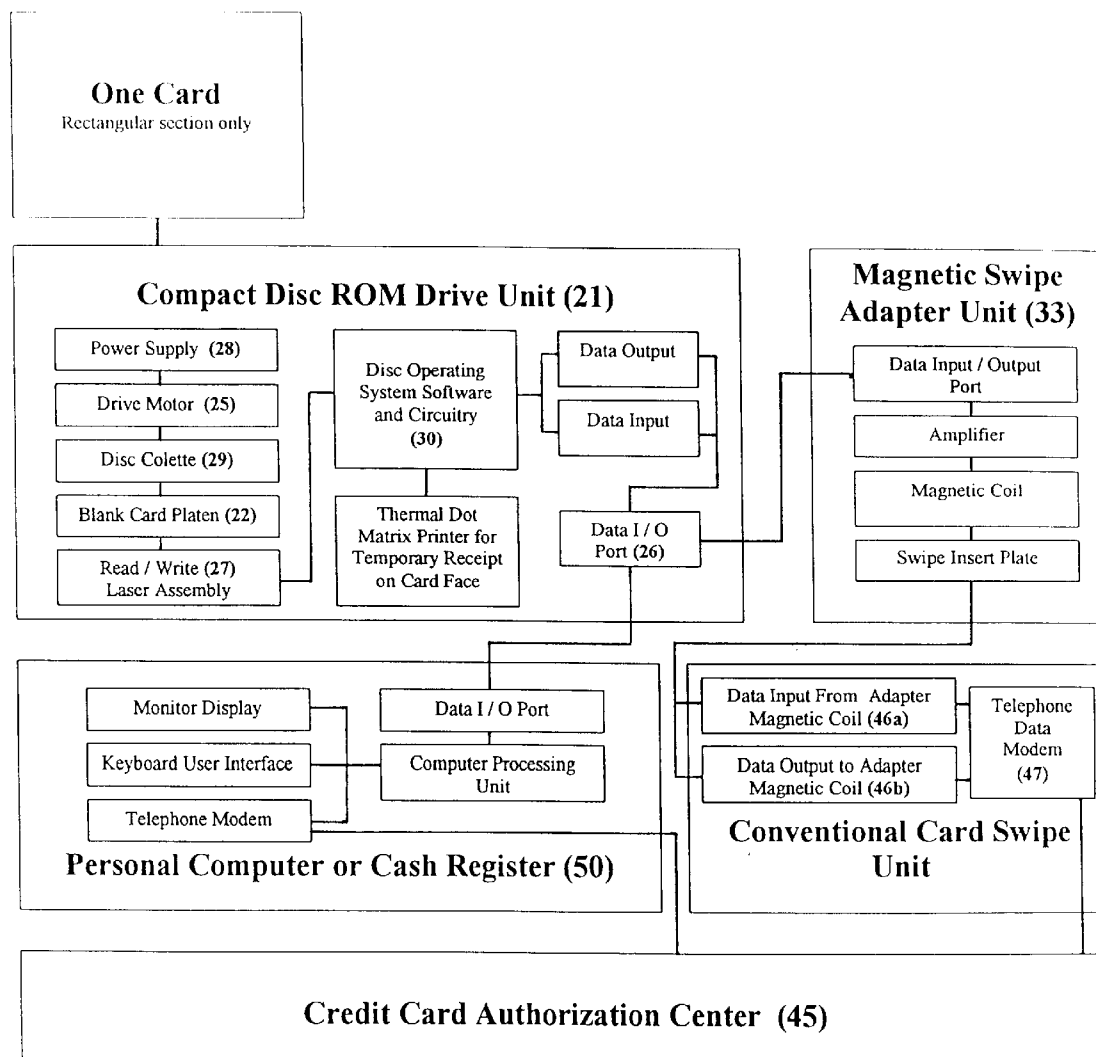 One Card
Rectangular section only
Compact Disc ROM Drive Unit (21)
Power Supply (28)
Drive Motor (25)
Disc Colette (29)
Blank Card Platen (22)
Read / Write (27)
Laser Assembly
Disc Operating
System Software
and Circuitry
(30)
Thermal Dot
Matrix Printer for
Temporary Receipt
on Card Face
Data Output
Data Input
Data I / O
Port (26)
Magnetic Swipe
Adapter Unit (33)
Data Input / Output
Port
Amplifier
Magnetic Coil
Swipe Insert Plate
Monitor Display
Keyboard User Interface
Telephone Modem
Data I / O Port
Computer Processing
Unit
Personal Computer or Cash Register (50)
Data Input From Adapter
Magnetic Coil (46a)
Data Output to Adapter
Magnetic Coil (46b)
Telephone
Data
Modem
(47)
Conventional Card Swipe
Unit
Credit Card Authorization Center (45)